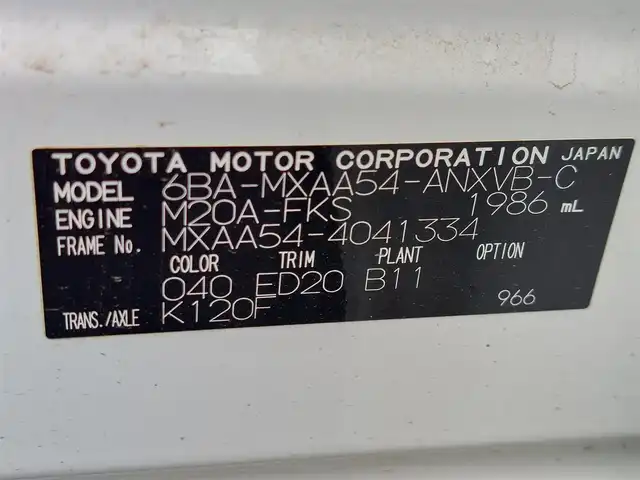 TOYOTA MOTOR CORPORATION JAPAN
MODEL 6BA-MXAA54-ANXVB-C
ENGINE M20A-FKS 1986 mL
FRAME No. MXAA54-4041334
COLOR TRIM PLANT OPTION
040 ED20 B11
TRANS./AXLE K120F 966